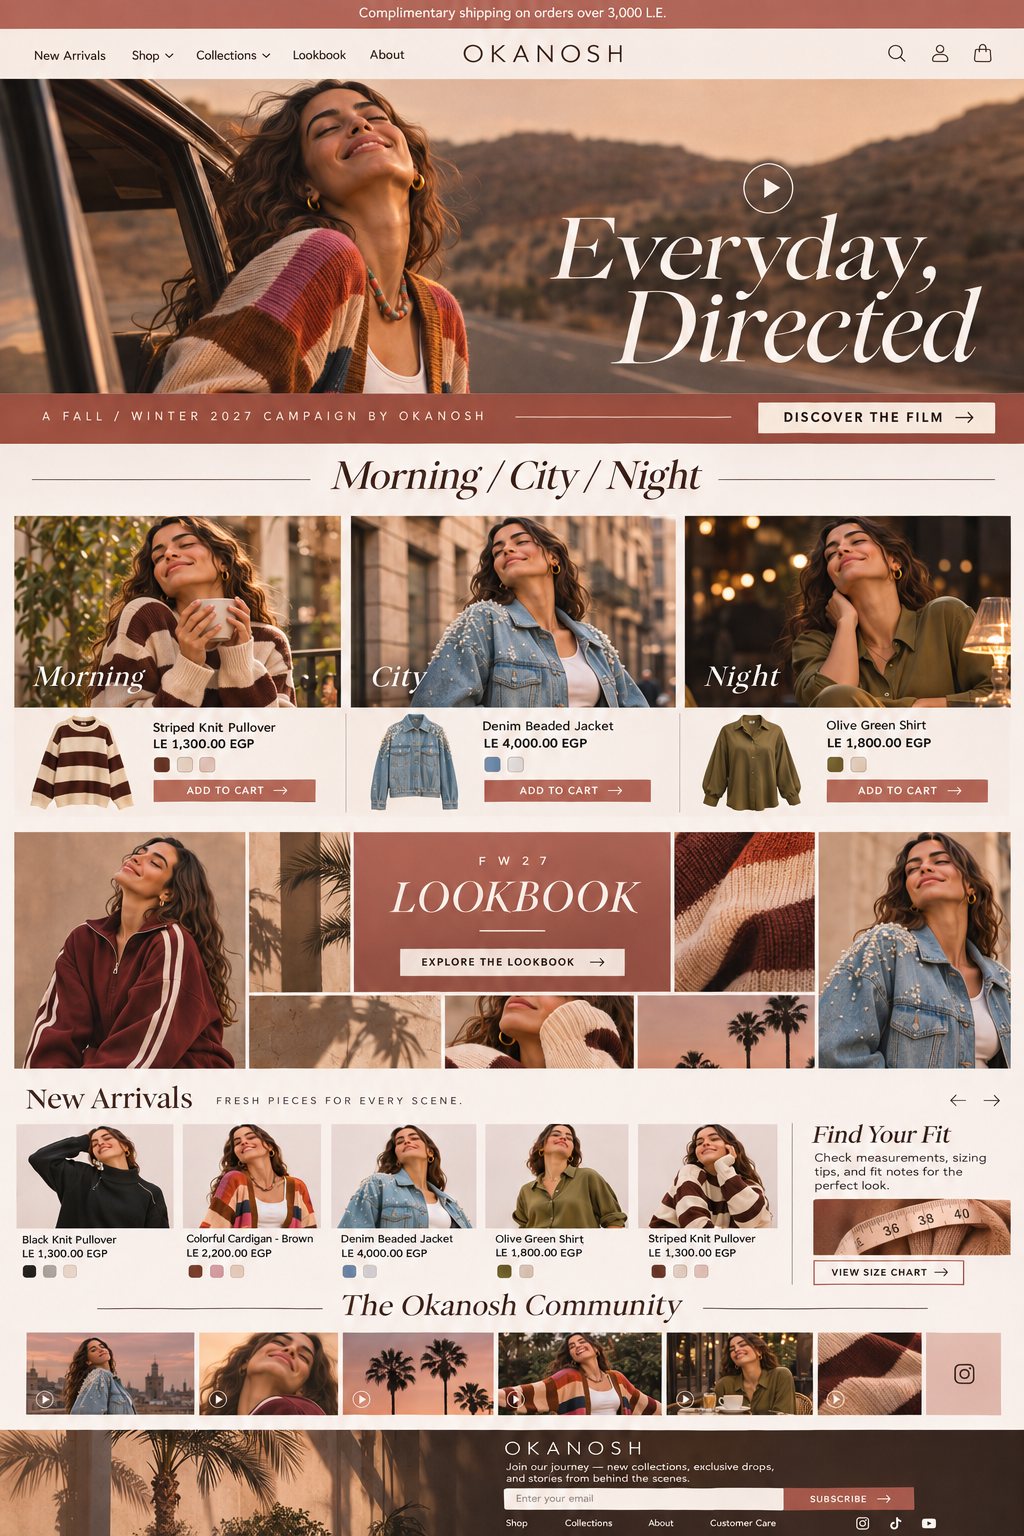 Complimentary shipping on orders over 3,000 L.E.
New Arrivals Shop Collections Lookbook About
OKANOSH
Everyday,
Directed
A FALL / WINTER 2027 CAMPAIGN BY OKANOSH
DISCOVER THE FILM
Morning / City / Night
Morning
City
Night
Striped Knit Pullover
LE 1,300.00 EGP
ADD TO CART
Denim Beaded Jacket
LE 4,000.00 EGP
ADD TO CART
Olive Green Shirt
LE 1,800.00 EGP
ADD TO CART
FW27
LOOKBOOK
EXPLORE THE LOOKBOOK
New Arrivals
FRESH PIECES FOR EVERY SCENE.
Black Knit Pullover
LE 1,300.00 EGP
Colorful Cardigan - Brown
LE 2,200.00 EGP
Denim Beaded Jacket
LE 4,000.00 EGP
Olive Green Shirt
LE 1,800.00 EGP
Striped Knit Pullover
LE 1,300.00 EGP
Find Your Fit
Check measurements, sizing
tips, and fit notes for the
perfect look.
36 38 40
VIEW SIZE CHART
The Okanosh Community
OKANOSH
Join our journey — new collections, exclusive drops,
and stories from behind the scenes.
Enter your email
SUBSCRIBE
Shop Collections About Customer Care